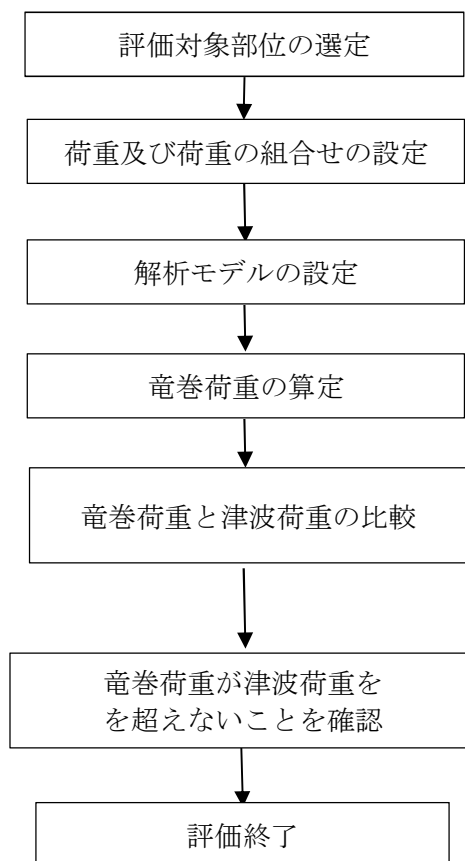 評価対象部位の選定
荷重及び荷重の組合せの設定
解析モデルの設定
竜巻荷重の算定
竜巻荷重と津波荷重の比較
竜巻荷重が津波荷重を
を超えないことを確認
評価終了